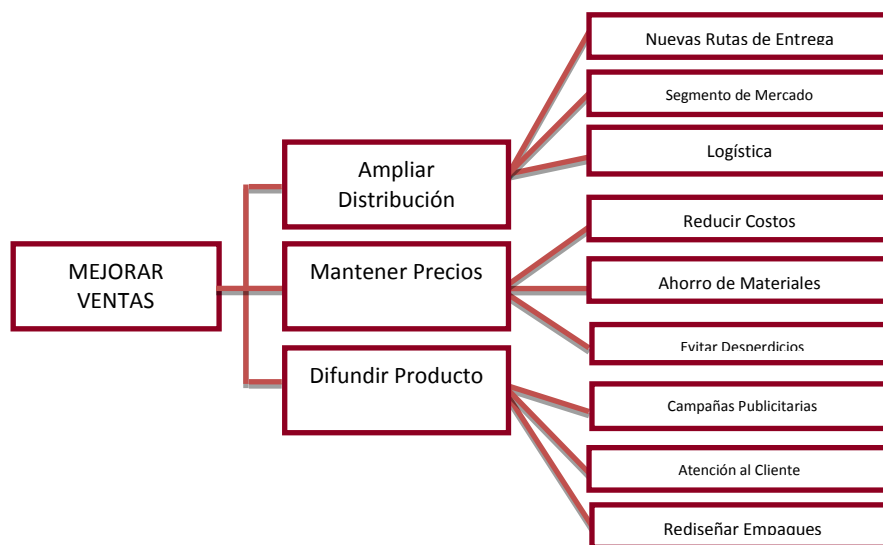 MEJORAR
VENTAS
Ampliar
Distribución
Nuevas Rutas de Entrega
Segmento de Mercado
Logística
Mantener Precios
Reducir Costos
Ahorro de Materiales
Evitar Desperdicios
Difundir Producto
Campañas Publicitarias
Atención al Cliente
Rediseñar Empaques